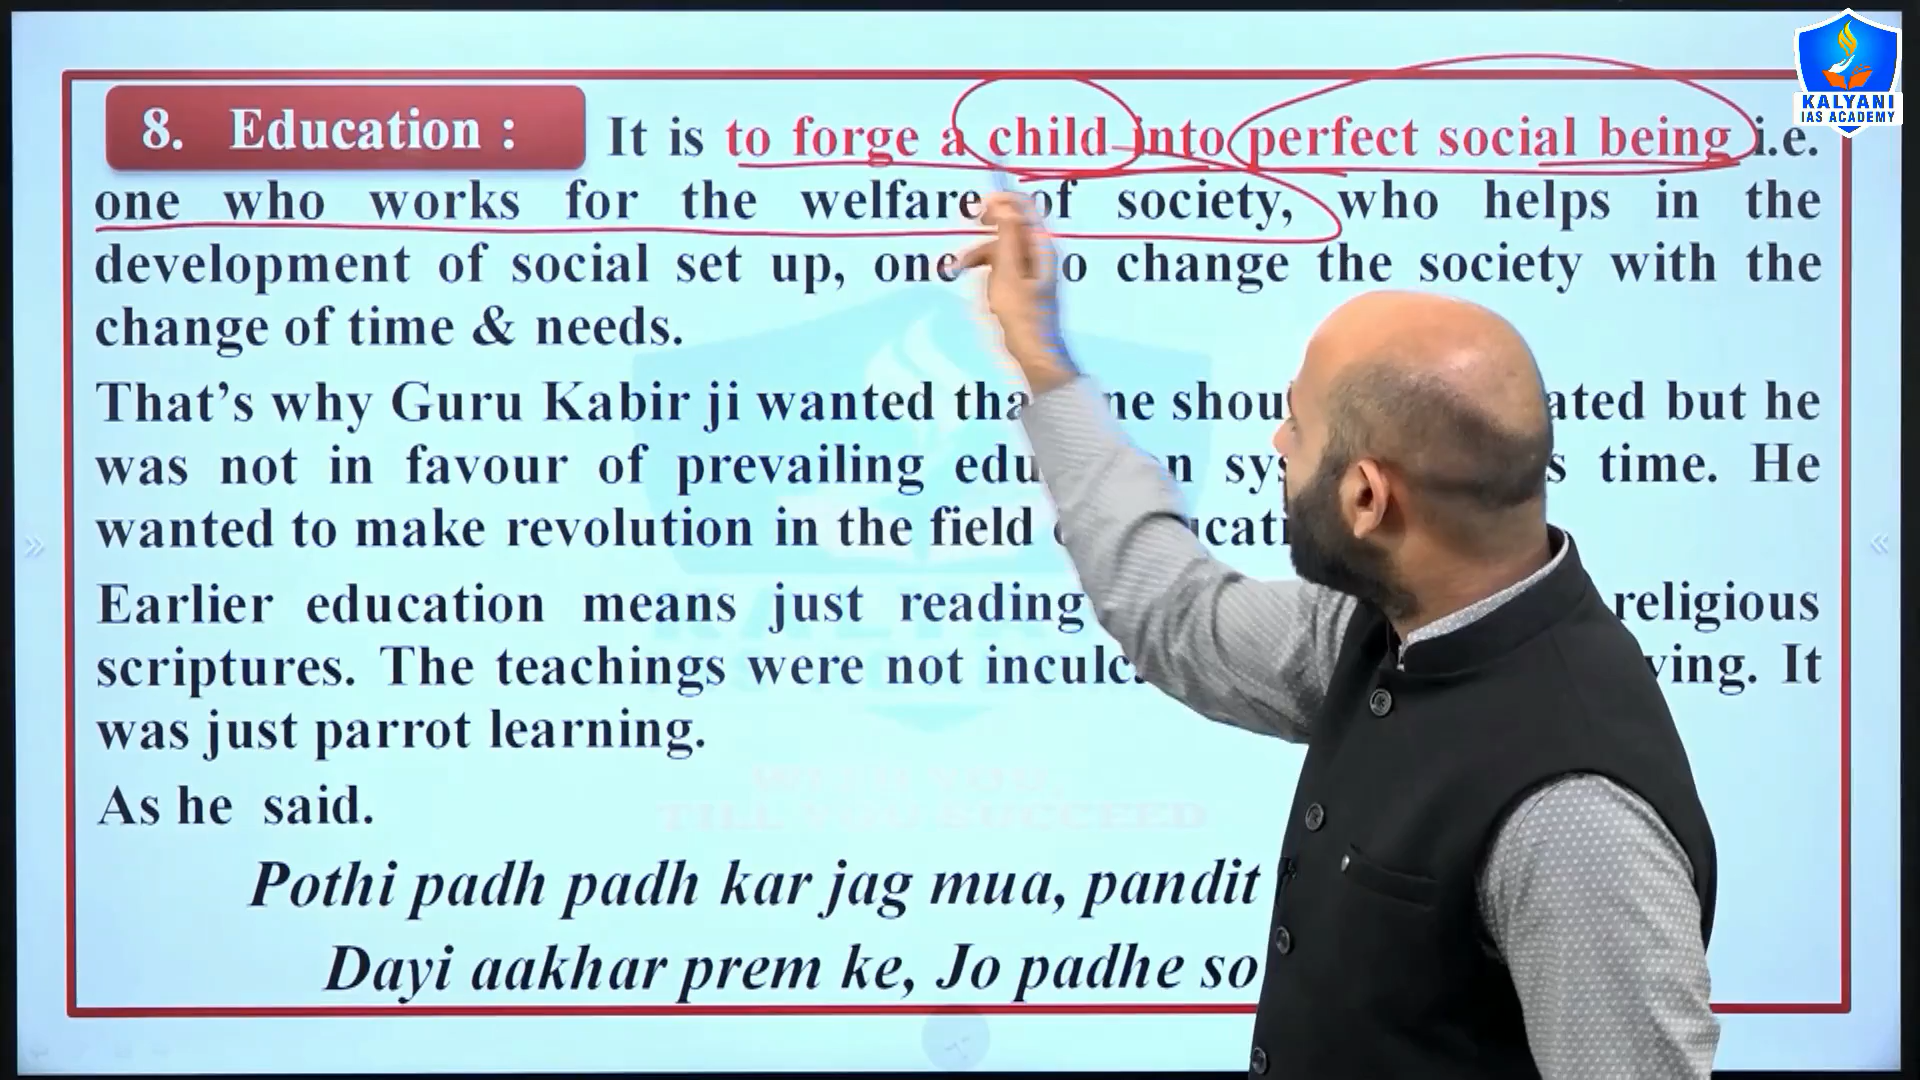 KALYANI
IAS ACADEMY
8. Education : It is to forge a child into perfect social being i.e.
one who works for the welfare of society, who helps in the
development of social set up, one change the society with the
change of time & needs.
That's why Guru Kabir ji wanted but he
was not in favour of prevailing time. He
wanted to make revolution in the field
Earlier education means just reading religious
scriptures. The teachings were not It
was just parrot learning.
As he said.
Pothi padh padh kar jag mua, pandit
Dayi aakhar prem ke, Jo padhe so
TILL YOU SUCCEED